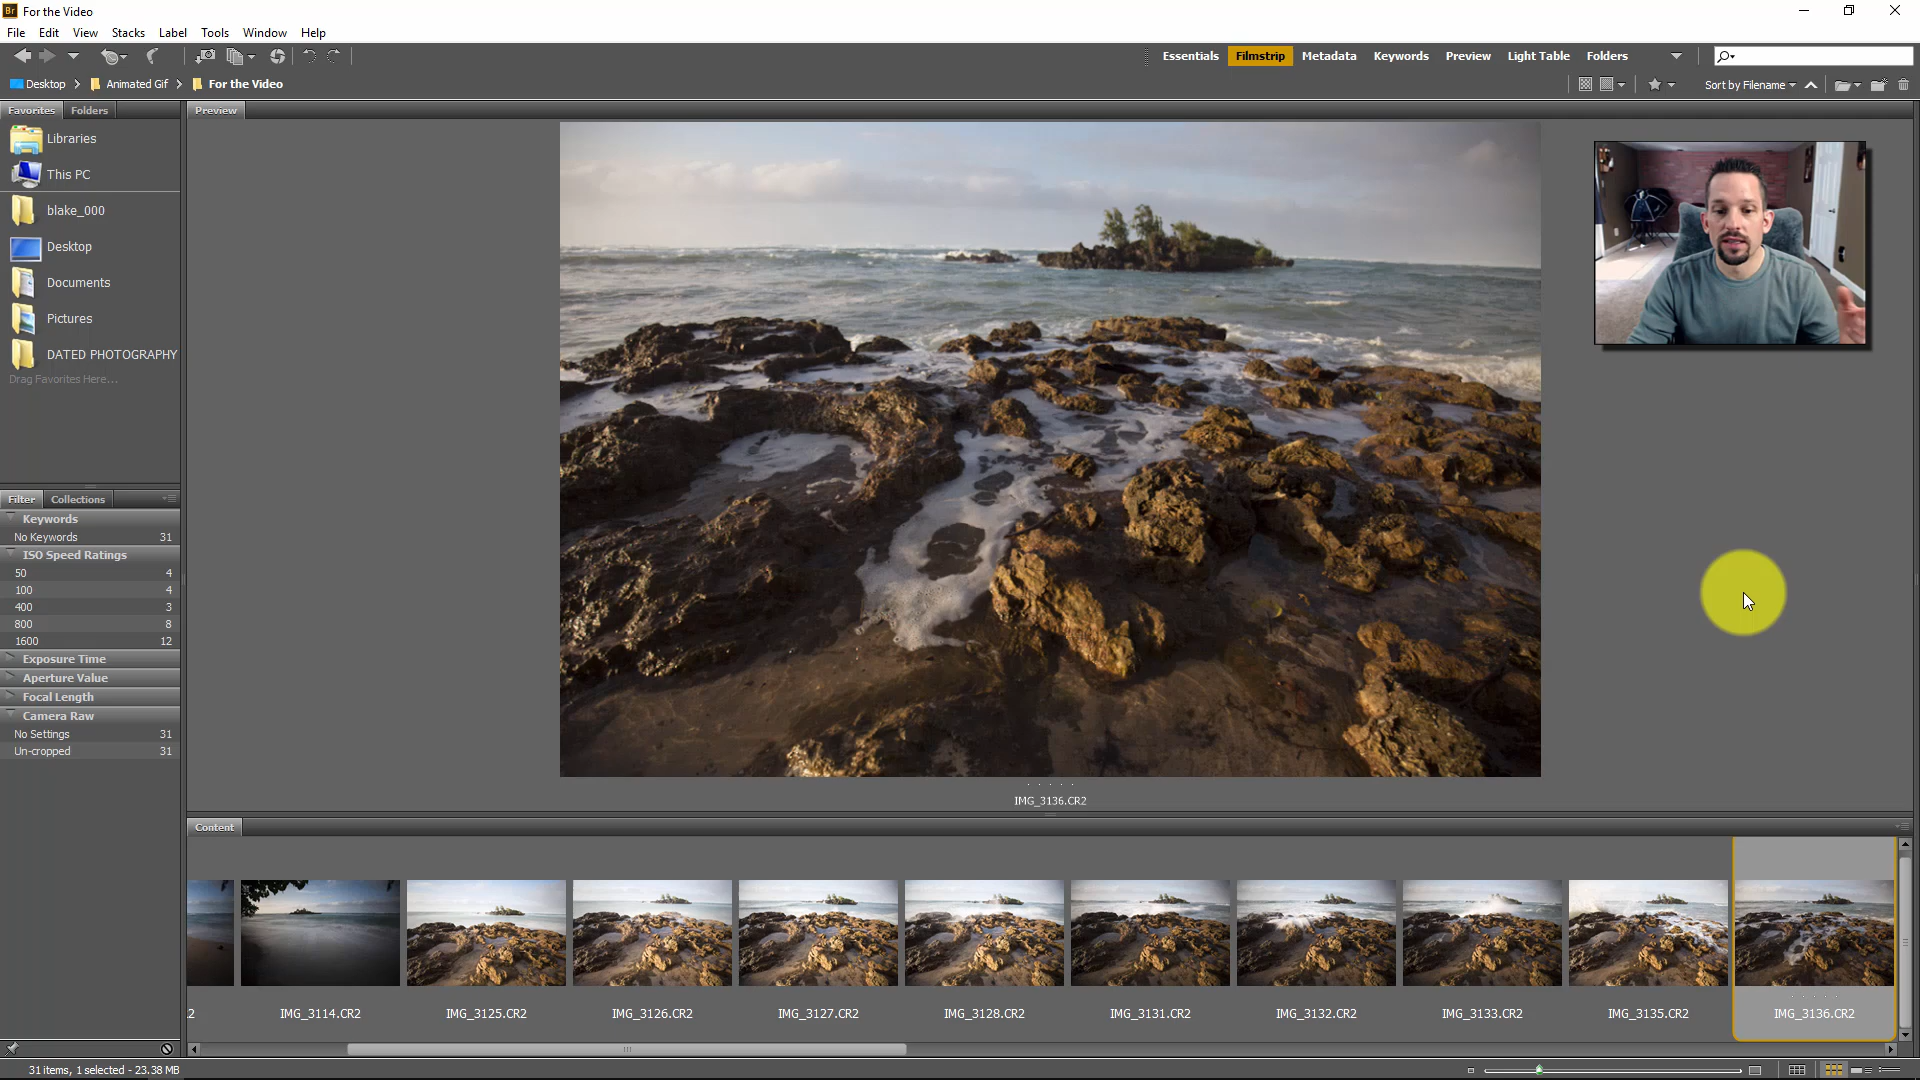 Br For the Video
File Edit View Stacks Label Tools Window Help
Essentials Filmstrip Metadata Keywords Preview Light Table Folders
Desktop Animated Gif For the Video
Sort by Filename
Favorites Folders
Preview
Libraries
This PC
blake_000
Desktop
Documents
Pictures
DATED PHOTOGRAPHY
Drag Favorites Here...
Filter Collections
Keywords
No Keywords 31
ISO Speed Ratings
50 4
100 4
400 3
800 8
1600 12
Exposure Time
Aperture Value
Focal Length
Camera Raw
No Settings 31
Un-cropped 31
IMG_3136.CR2
Content
2 IMG_3114.CR2 IMG_3125.CR2 IMG_3126.CR2 IMG_3127.CR2 IMG_3128.CR2 IMG_3131.CR2 IMG_3132.CR2 IMG_3133.CR2 IMG_3135.CR2 IMG_3136.CR2
31 items, 1 selected - 23.38 MB